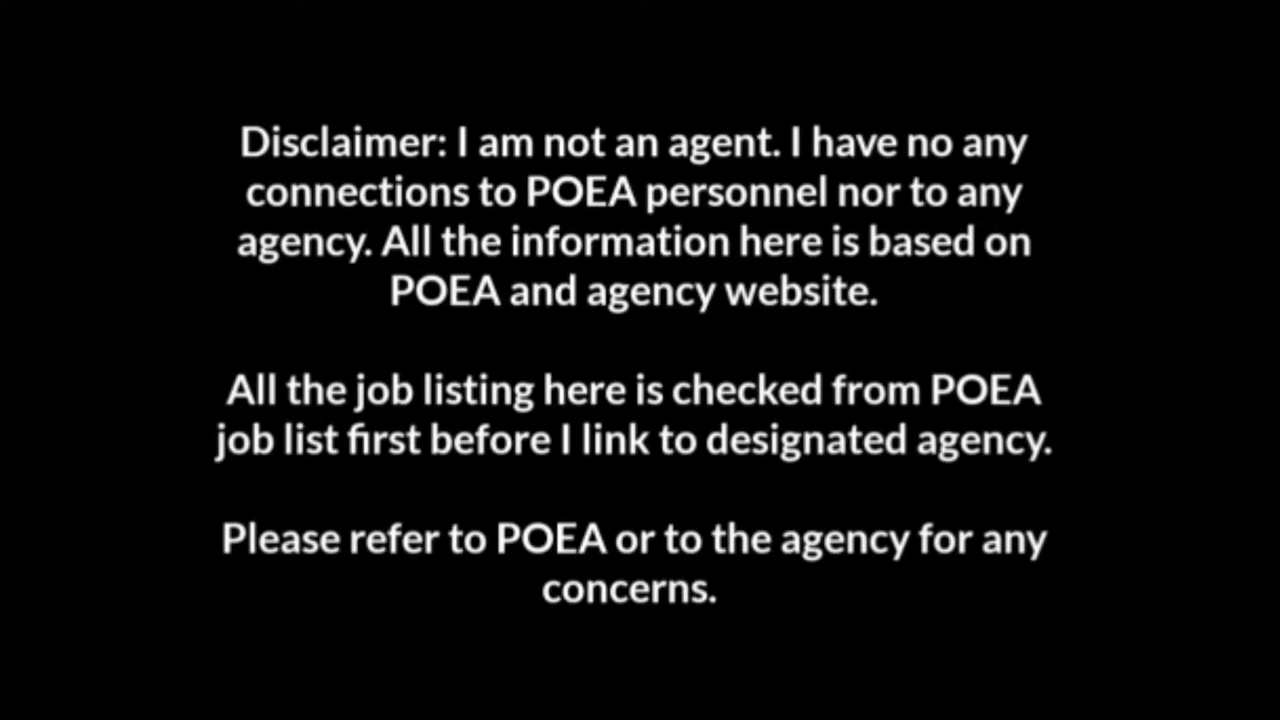 Disclaimer: I am not an agent. I have no any
connections to POEA personnel nor to any
agency. All the information here is based on
POEA and agency website.
All the job listing here is checked from POEA
job list first before I link to designated agency.
Please refer to POEA or to the agency for any
concerns.